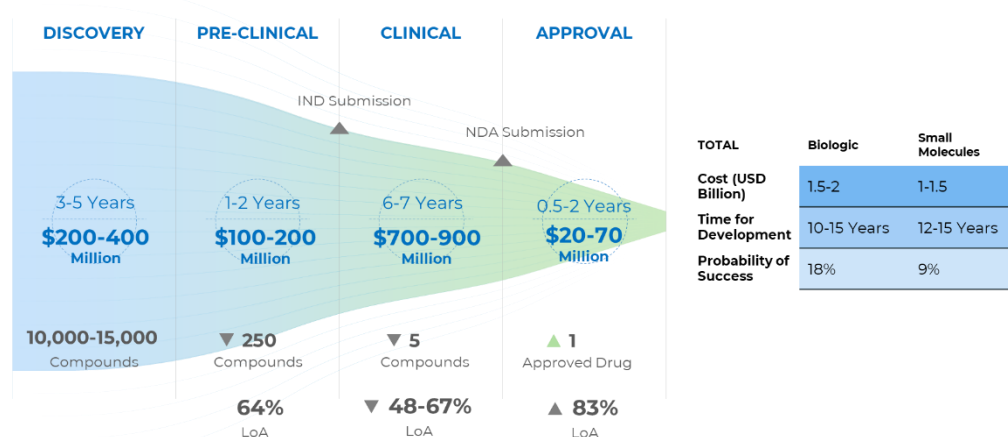 DISCOVERY
PRE-CLINICAL
CLINICAL
APPROVAL
IND Submission
NDA Submission
3-5 Years
$200-400
Million
1-2 Years
$100-200
Million
6-7 Years
$700-900
Million
0.5-2 Years
$20-70
Million
10,000-15,000
Compounds
▼ 250
Compounds
▼ 5
Compounds
▲ 1
Approved Drug
64%
LoA
▼ 48-67%
LoA
▲ 83%
LoA
TOTAL Biologic Small
Molecules
Cost (USD
Billion) 1.5-2 1-1.5
Time for
Development 10-15 Years 12-15 Years
Probability of
Success 18% 9%